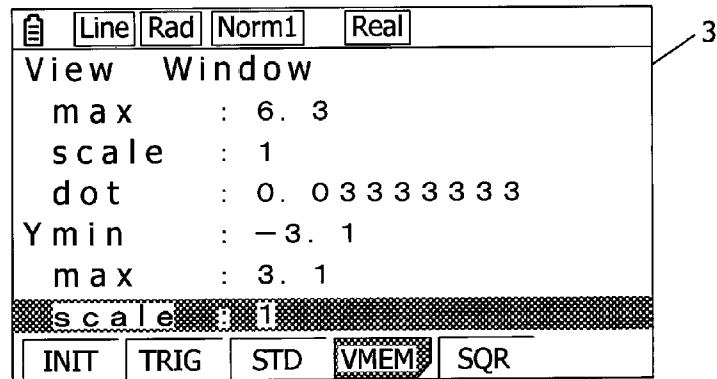 Line Rad Norm1 Real
3
View Window
max : 6.3
scale : 1
dot : 0.03333333
Ymin : −3.1
max : 3.1
scale : 1
INIT TRIG STD VMEM SQR